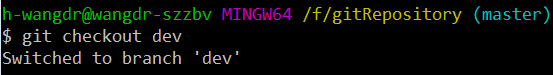 h-wangdr@wangdr-szzbv MINGW64 /f/gitRepository (master)
$ git checkout dev
Switched to branch 'dev'